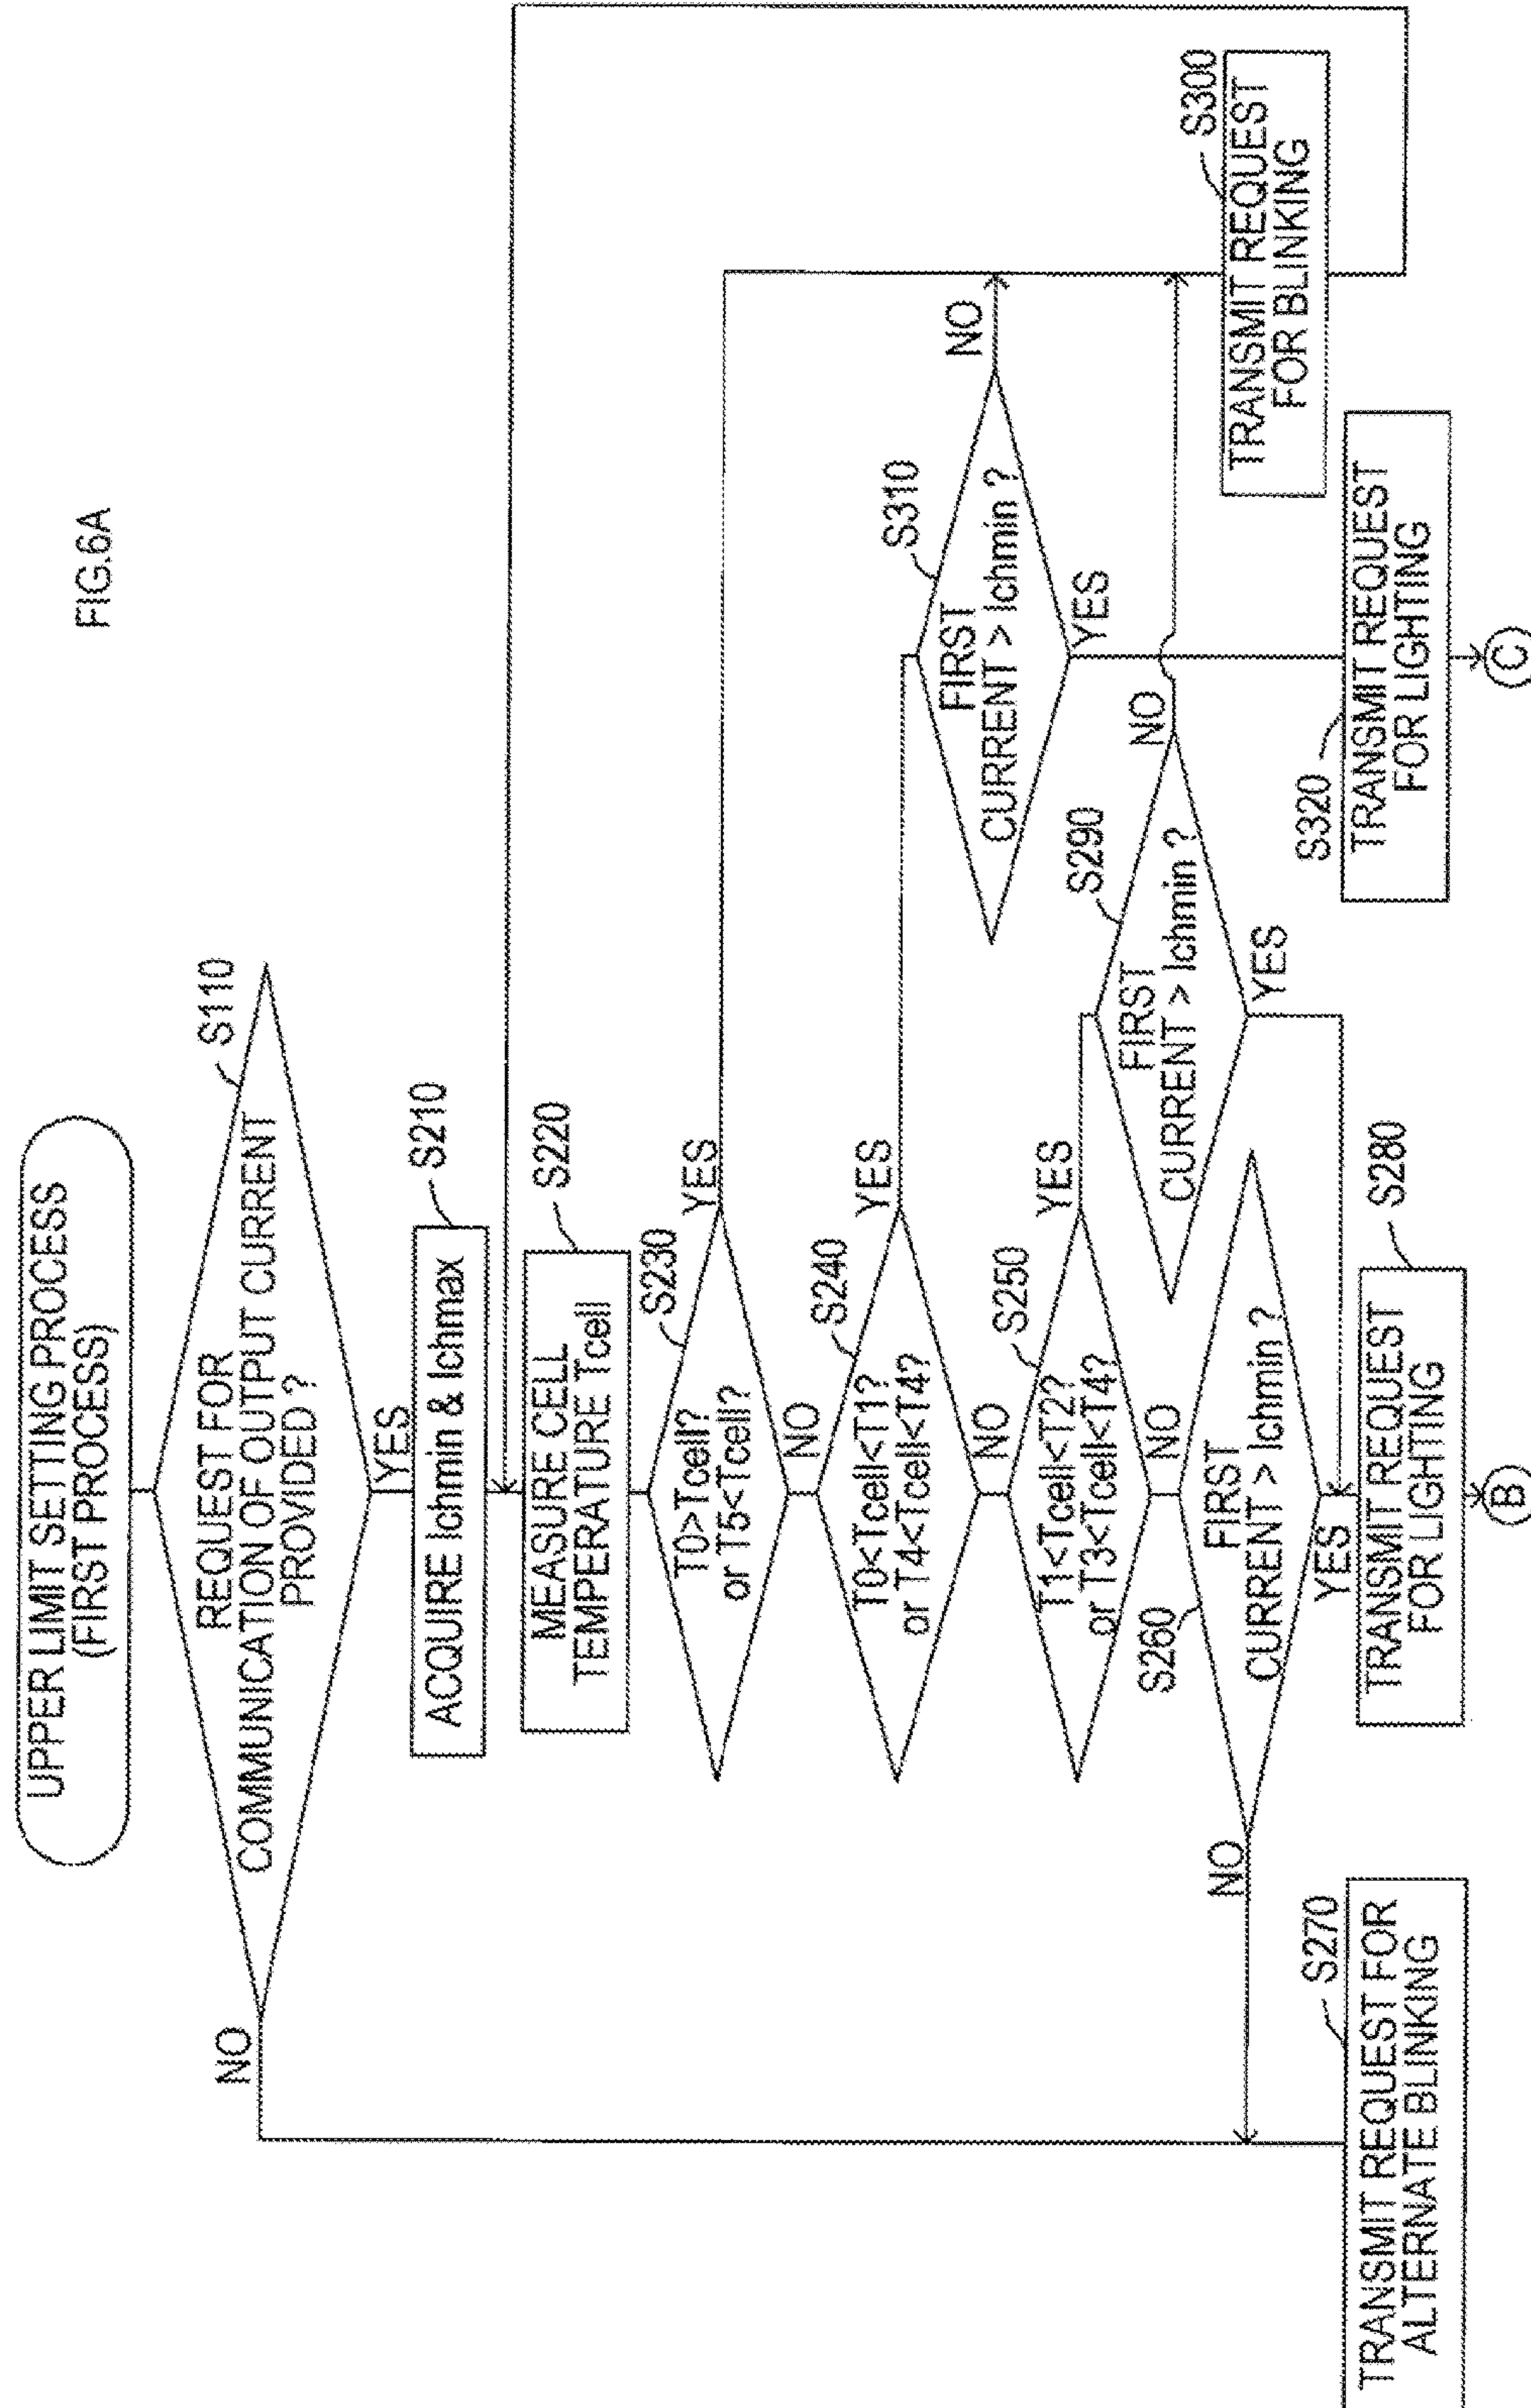 FIG.6A
UPPER LIMIT SETTING PROCESS
(FIRST PROCESS)
S110
REQUEST FOR
COMMUNICATION OF OUTPUT CURRENT
PROVIDED ?
NO
YES
S210
ACQUIRE Ichmin & Ichmax
S220
MEASURE CELL
TEMPERATURE Tcell
S230
T0>Tcell?
or T5<Tcell?
YES
NO
S240
T0<Tcell<T1?
or T4<Tcell<T4?
YES
NO
S250
T1<Tcell<T2?
or T3<Tcell<T4?
YES
NO
S260
FIRST
CURRENT > Ichmin ?
NO
YES
S270
TRANSMIT REQUEST FOR
ALTERNATE BLINKING
S280
TRANSMIT REQUEST
FOR LIGHTING
B
S290
FIRST
CURRENT > Ichmin ?
NO
YES
S310
FIRST
CURRENT > Ichmin ?
NO
YES
S300
TRANSMIT REQUEST
FOR BLINKING
S320
TRANSMIT REQUEST
FOR LIGHTING
C